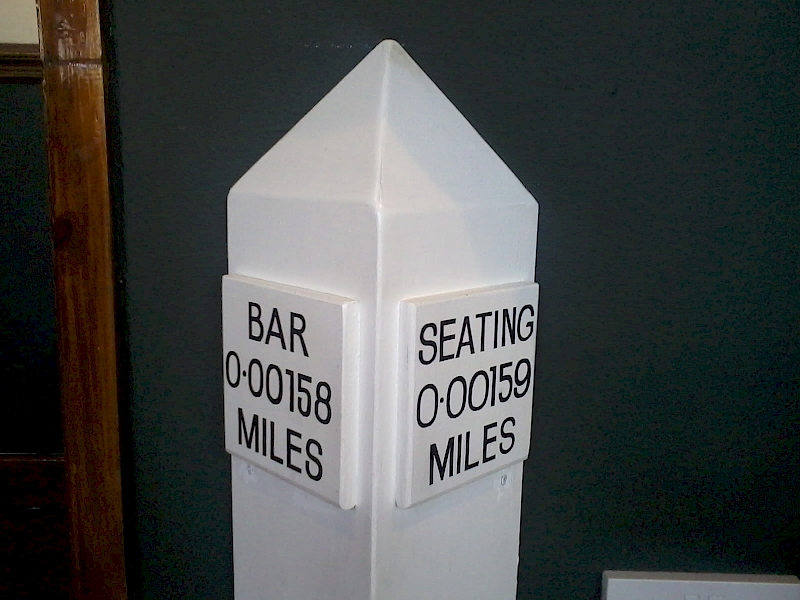 BAR
0·00158
MILES
SEATING
0·00159
MILES